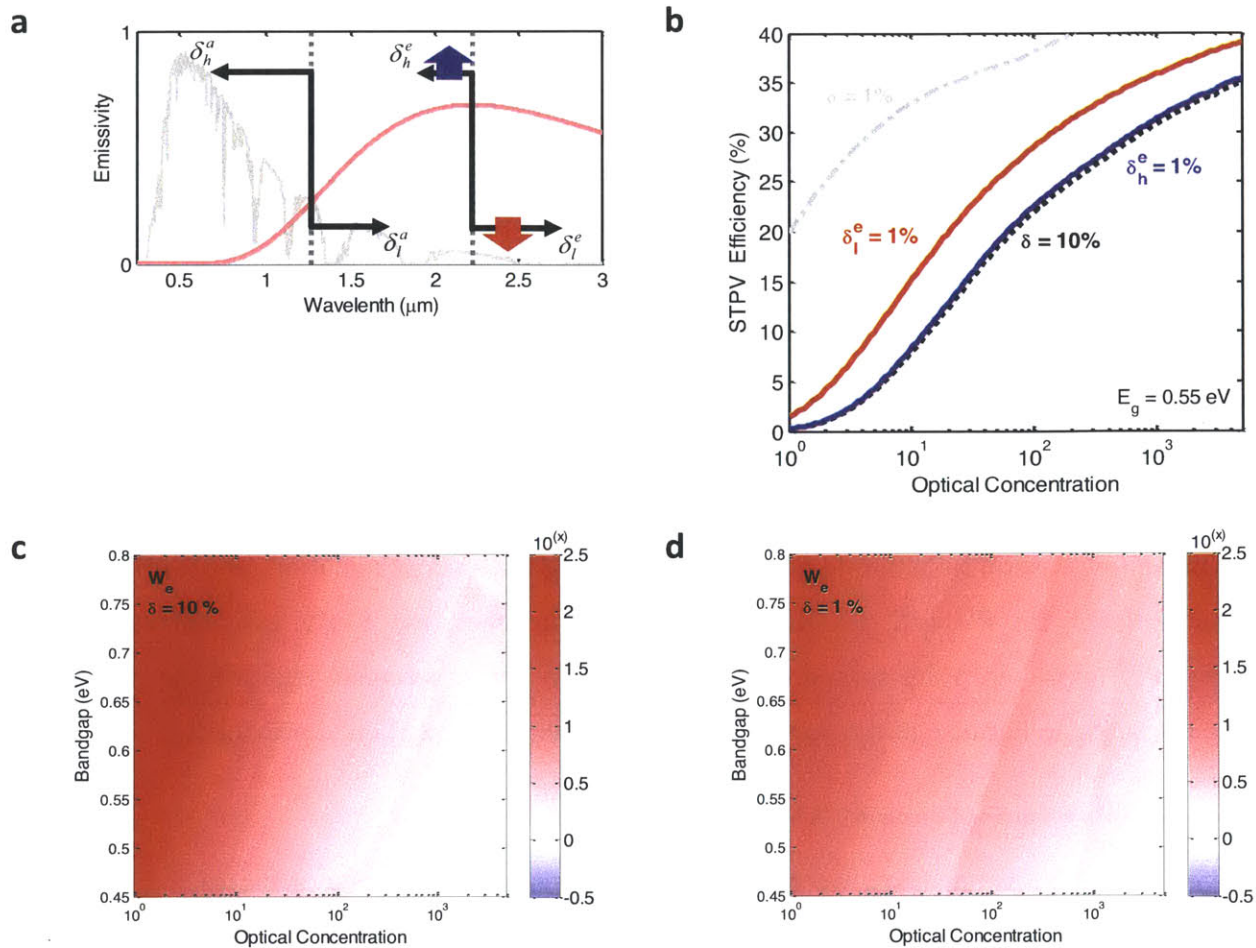 a
1
δ_h^a
δ_h^e
Emissivity
δ_l^a
δ_l^e
0
0.5 1 1.5 2 2.5 3
Wavelenth (μm)
b
40
35
30
25
20
15
10
5
0
STPV Efficiency (%)
δ = 1%
δ_h^e = 1%
δ_l^e = 1%
δ = 10%
E_g = 0.55 eV
10^0 10^1 10^2 10^3
Optical Concentration
c
10^(x)
0.8
0.75
0.7
0.65
0.6
0.55
0.5
0.45
Bandgap (eV)
W_e
δ = 10 %
2.5
2
1.5
1
0.5
0
-0.5
10^0 10^1 10^2 10^3
Optical Concentration
d
10^(x)
0.8
0.75
0.7
0.65
0.6
0.55
0.5
0.45
Bandgap (eV)
W_e
δ = 1 %
2.5
2
1.5
1
0.5
0
-0.5
10^0 10^1 10^2 10^3
Optical Concentration